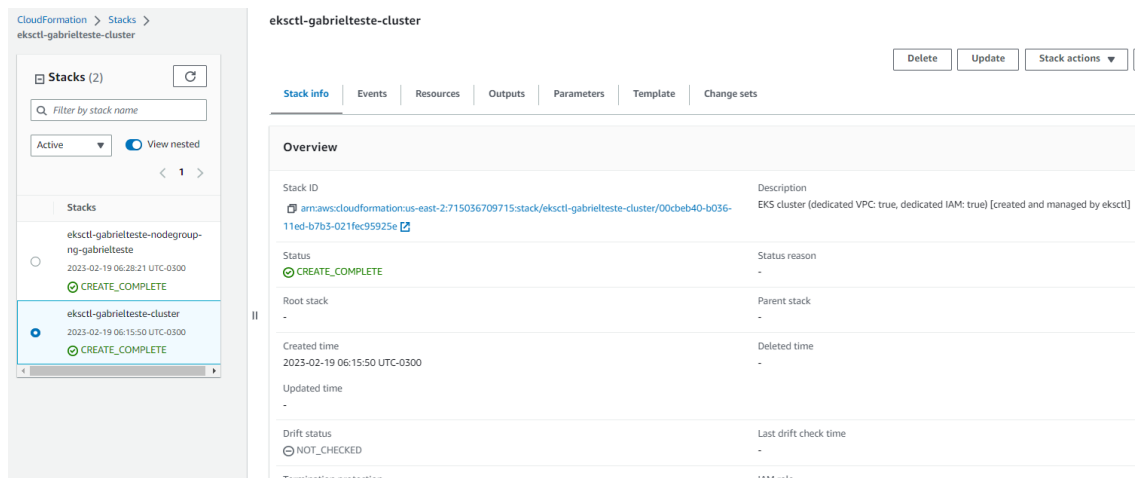 CloudFormation > Stacks >
eksctl-gabrielteste-cluster
Stacks (2)
Filter by stack name
Active
View nested
< 1 >
Stacks
eksctl-gabrielteste-nodegroup-
ng-gabrielteste
2023-02-19 06:28:21 UTC-0300
CREATE_COMPLETE
eksctl-gabrielteste-cluster
2023-02-19 06:15:50 UTC-0300
CREATE_COMPLETE
eksctl-gabrielteste-cluster
Delete Update Stack actions
Stack info Events Resources Outputs Parameters Template Change sets
Overview
Stack ID
arn:aws:cloudformation:us-east-2:715036709715:stack/eksctl-gabrielteste-cluster/00cbeb40-b036-
11ed-b7b3-021fec95925e
Description
EKS cluster (dedicated VPC: true, dedicated IAM: true) [created and managed by eksctl]
Status
CREATE_COMPLETE
Status reason
-
Root stack
-
Parent stack
-
Created time
2023-02-19 06:15:50 UTC-0300
Deleted time
-
Updated time
-
Drift status
NOT_CHECKED
Last drift check time
-
Termination protection
IAM role